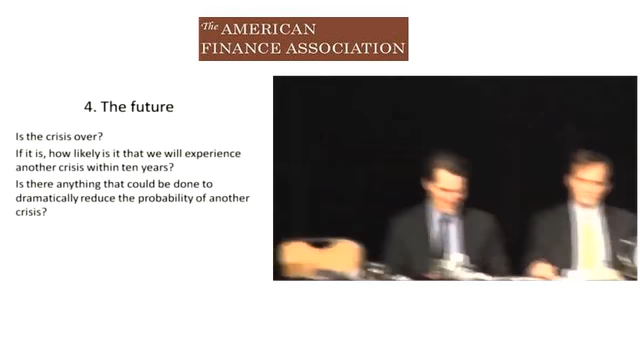 The AMERICAN
FINANCE ASSOCIATION
4. The future
Is the crisis over?
If it is, how likely is it that we will experience
another crisis within ten years?
Is there anything that could be done to
dramatically reduce the probability of another
crisis?